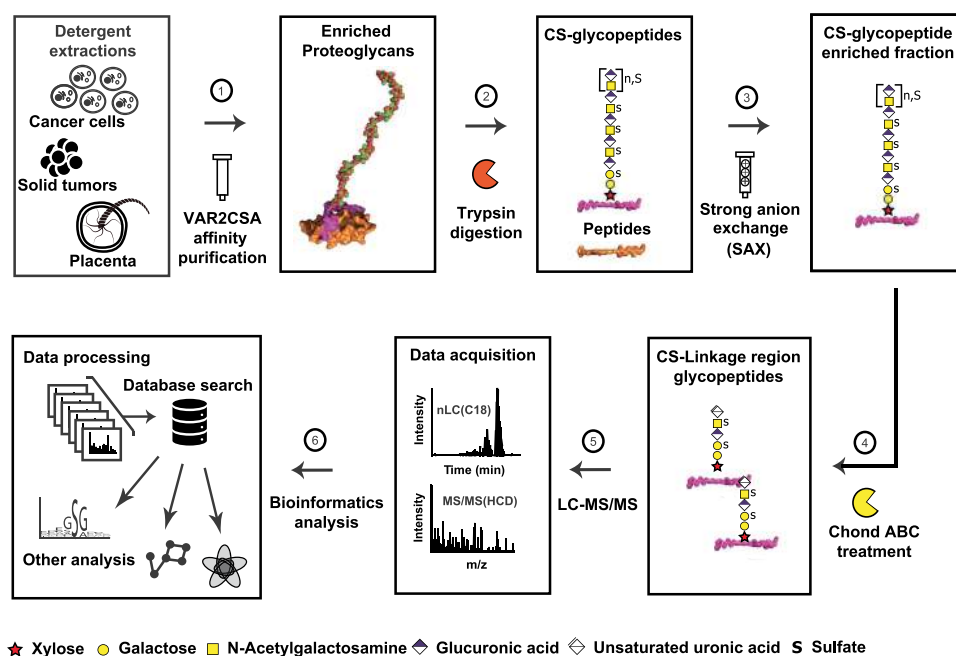 Detergent
extractions
Cancer cells
Solid tumors
Placenta
1
VAR2CSA
affinity
purification
Enriched
Proteoglycans
2
Trypsin
digestion
CS-glycopeptides
n,S
S
S
S
S
Peptides
3
Strong anion
exchange
(SAX)
CS-glycopeptide
enriched fraction
n,S
S
S
S
S
4
Chond ABC
treatment
CS-Linkage region
glycopeptides
S
S
S
S
5
LC-MS/MS
Data acquisition
Intensity
nLC(C18)
Time (min)
Intensity
MS/MS(HCD)
m/z
6
Bioinformatics
analysis
Data processing
Database search
GSG
Other analysis
Xylose Galactose N-Acetylgalactosamine Glucuronic acid Unsaturated uronic acid S Sulfate